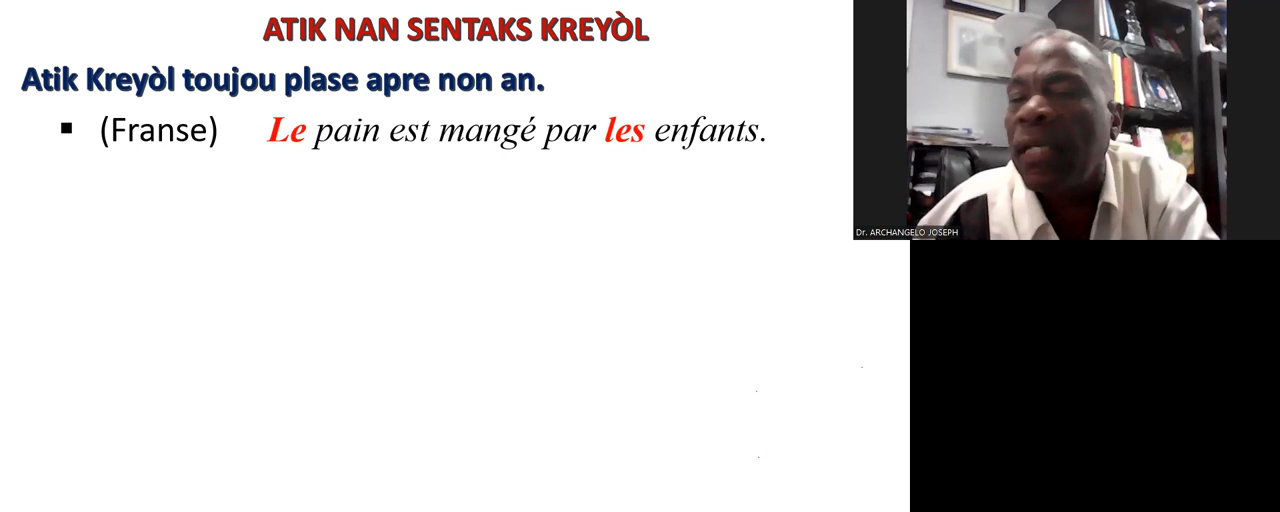 ATIK NAN SENTAKS KREYÒL
Atik Kreyòl toujou plase apre non an.
▪ (Franse) Le pain est mangé par les enfants.
Dr. ARCHANGELO JOSEPH